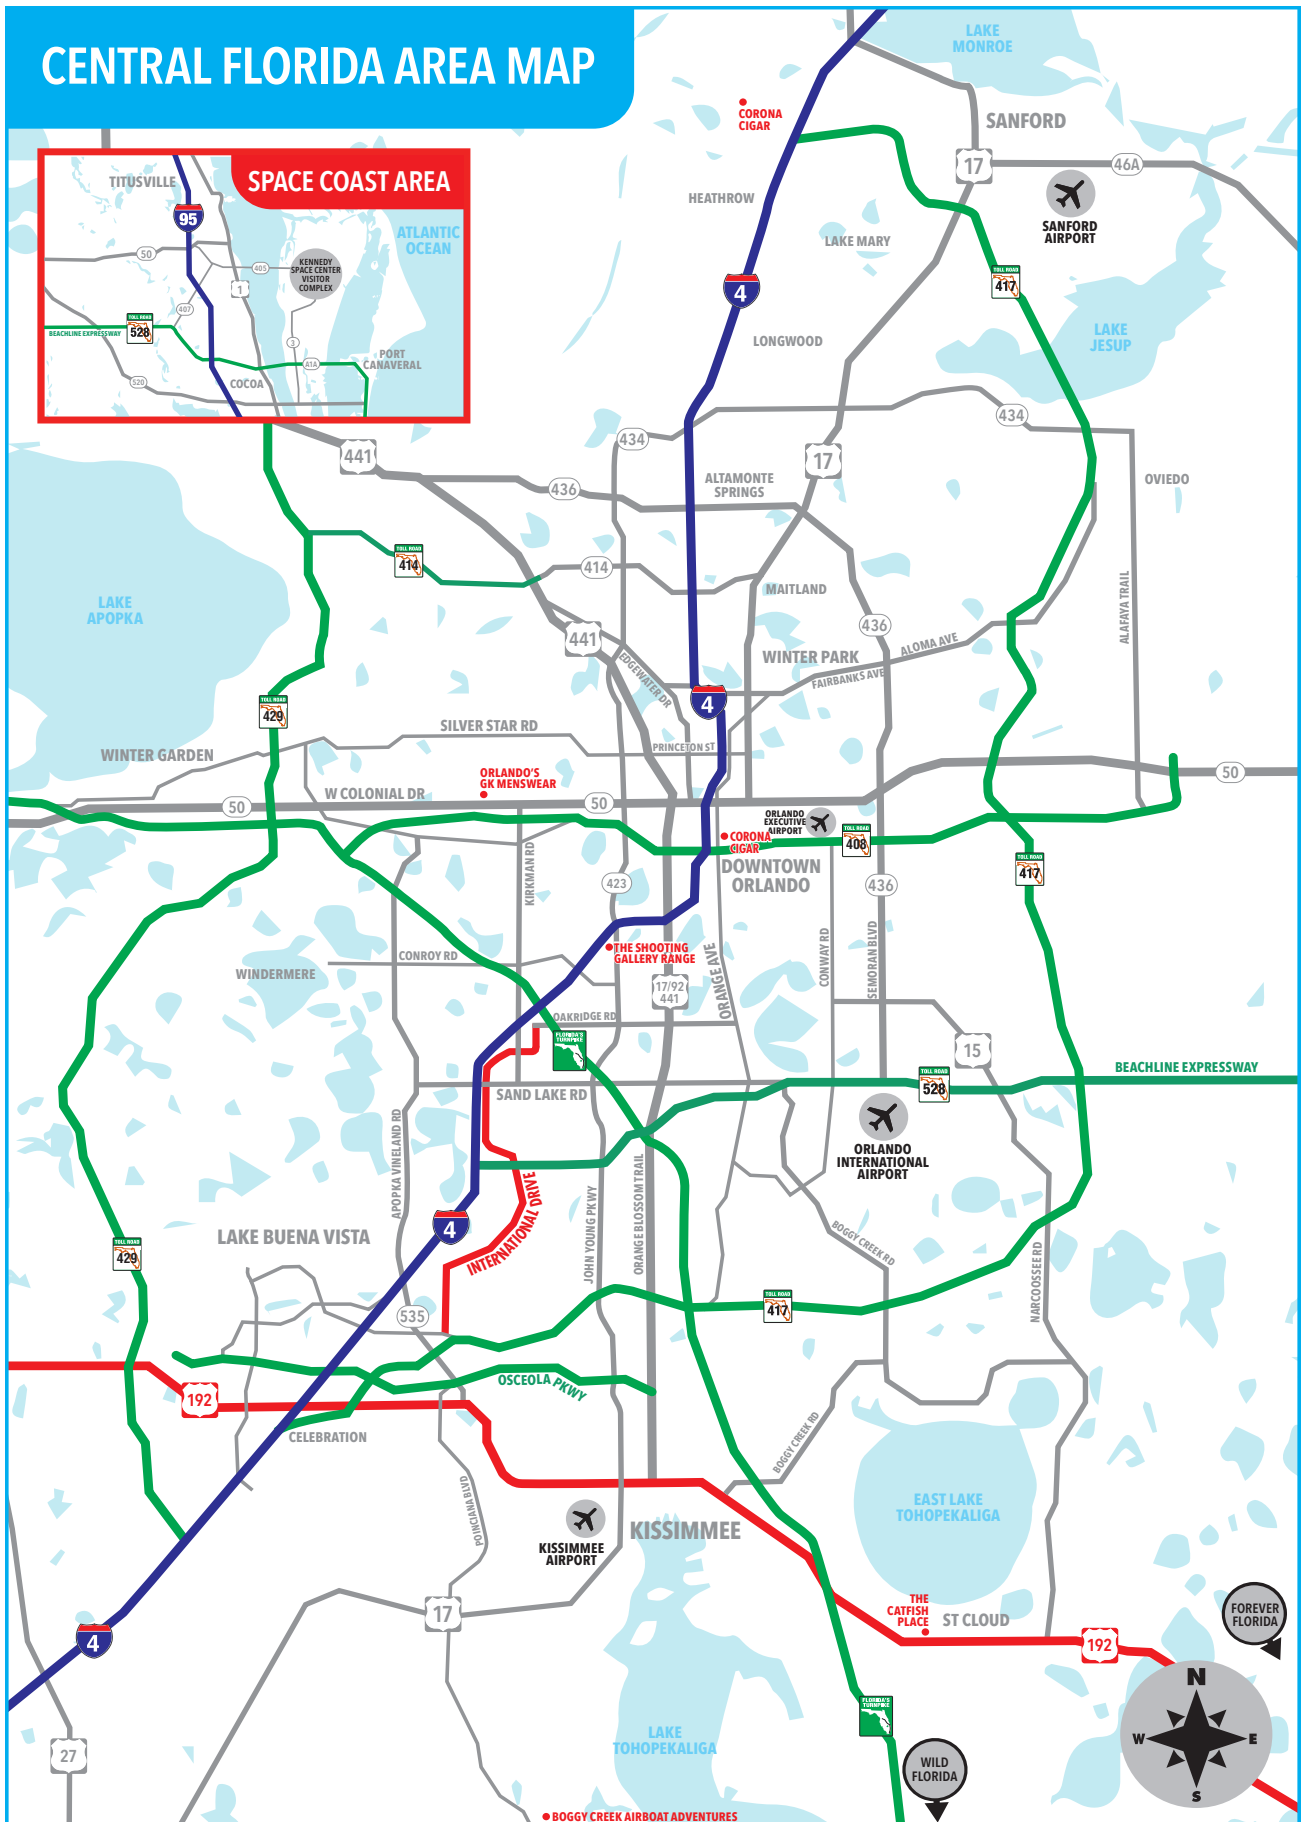 CENTRAL FLORIDA AREA MAP
LAKE
MONROE
CORONA
CIGAR
SANFORD
17
46A
SPACE COAST AREA
TITUSVILLE
95
ATLANTIC
OCEAN
50
405
KENNEDY
SPACE CENTER
VISITOR
COMPLEX
1
407
TOLL ROAD
528
BEACHLINE EXPRESSWAY
3
A1A
PORT
CANAVERAL
520
COCOA
HEATHROW
LAKE MARY
SANFORD
AIRPORT
4
TOLL ROAD
417
LONGWOOD
LAKE
JESUP
434
434
441
17
436
ALTAMONTE
SPRINGS
OVIEDO
TOLL ROAD
414
414
MAITLAND
LAKE
APOPKA
ALAFAYA TRAIL
436
441
EDGEWATER DR
WINTER PARK
ALOMA AVE
FAIRBANKS AVE
4
TOLL ROAD
429
SILVER STAR RD
PRINCETON ST
WINTER GARDEN
ORLANDO'S
GK MENSWEAR
W COLONIAL DR
50
50
50
ORLANDO
EXECUTIVE
AIRPORT
CORONA
CIGAR
TOLL ROAD
408
DOWNTOWN
ORLANDO
KIRKMAN RD
423
436
TOLL ROAD
417
THE SHOOTING
GALLERY RANGE
CONROY RD
WINDERMERE
ORANGE AVE
CONWAY RD
SEMORAN BLVD
17/92
441
OAKRIDGE RD
FLORIDA'S
TURNPIKE
15
SAND LAKE RD
TOLL ROAD
528
BEACHLINE EXPRESSWAY
ORLANDO
INTERNATIONAL
AIRPORT
APOPKA VINELAND RD
INTERNATIONAL DRIVE
JOHN YOUNG PKWY
ORANGE BLOSSOM TRAIL
4
LAKE BUENA VISTA
TOLL ROAD
429
BOGGY CREEK RD
NARCOOSSEE RD
535
TOLL ROAD
417
OSCEOLA PKWY
192
CELEBRATION
BOGGY CREEK RD
POINCIANA BLVD
EAST LAKE
TOHOPEKALIGA
KISSIMMEE
KISSIMMEE
AIRPORT
17
THE
CATFISH
PLACE
ST CLOUD
192
FOREVER
FLORIDA
4
N
W
E
S
FLORIDA'S
TURNPIKE
27
LAKE
TOHOPEKALIGA
WILD
FLORIDA
BOGGY CREEK AIRBOAT ADVENTURES